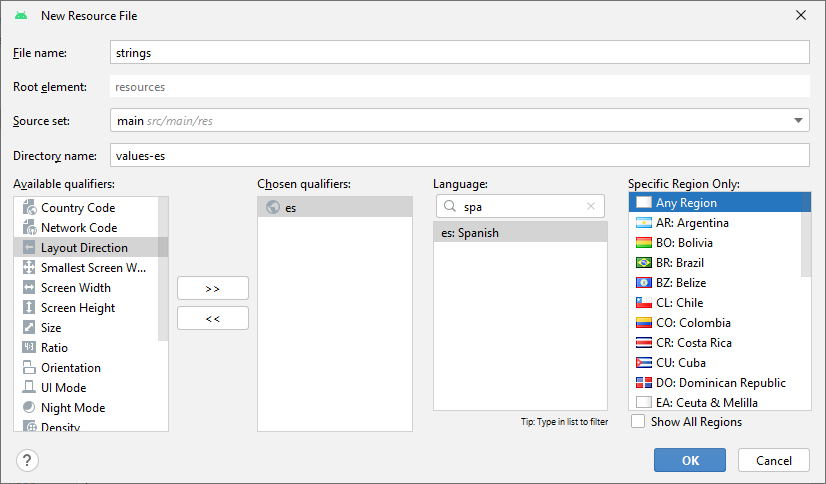 New Resource File
File name:
strings
Root element:
resources
Source set:
main src/main/res
Directory name:
values-es
Available qualifiers:
Country Code
Network Code
Layout Direction
Smallest Screen W...
Screen Width
Screen Height
Size
Ratio
Orientation
UI Mode
Night Mode
Density
>>
<<
Chosen qualifiers:
es
Language:
spa
es: Spanish
Tip: Type in list to filter
Specific Region Only:
Any Region
AR: Argentina
BO: Bolivia
BR: Brazil
BZ: Belize
CL: Chile
CO: Colombia
CR: Costa Rica
CU: Cuba
DO: Dominican Republic
EA: Ceuta & Melilla
Show All Regions
?
OK
Cancel